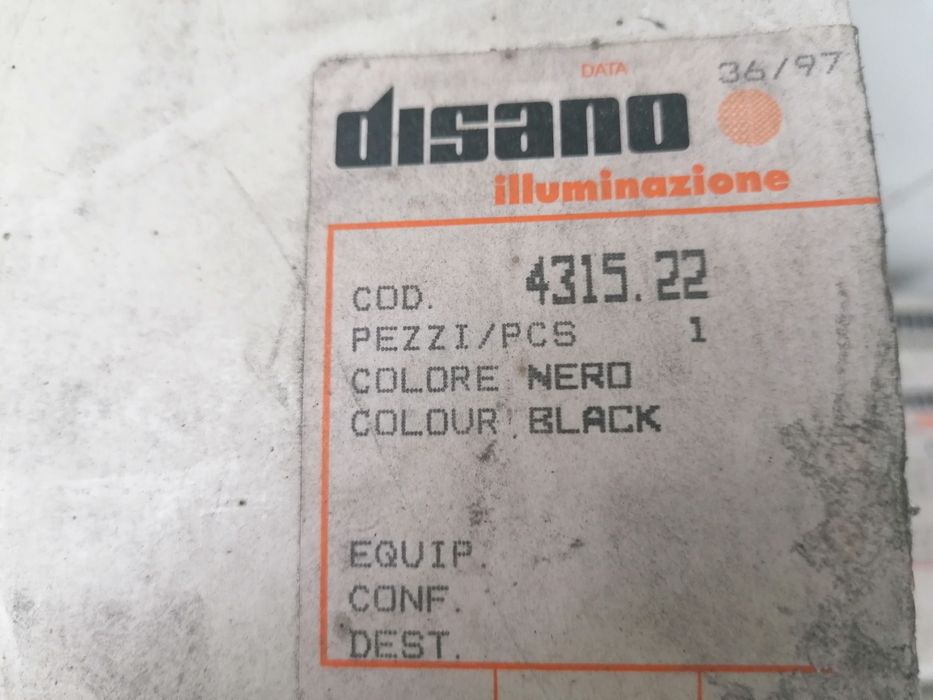 DATA 36/97
disano
illuminazione
COD. 4315.22
PEZZI/PCS 1
COLORE NERO
COLOUR BLACK
EQUIP.
CONF.
DEST.